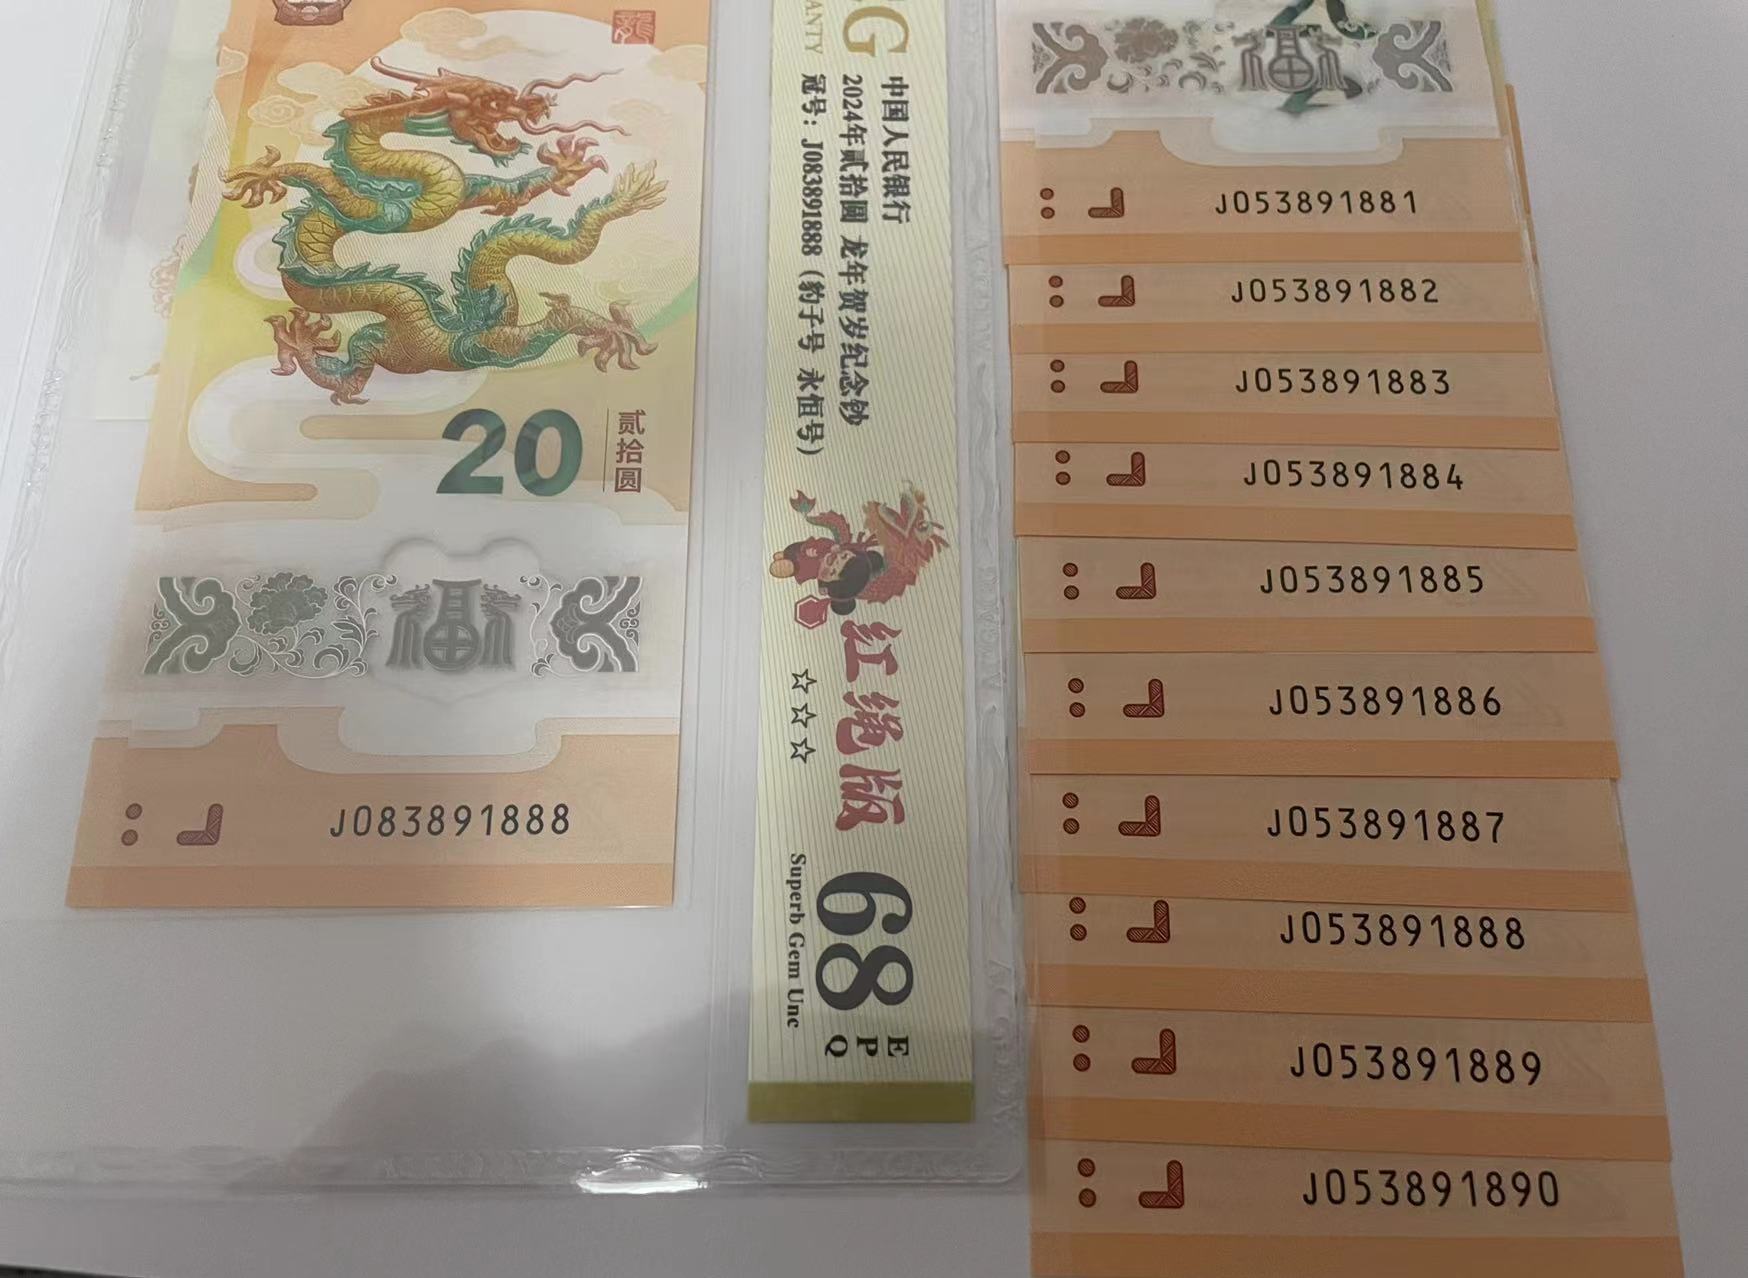 20
贰拾圆
福
J083891888
G
ANTY
中国人民银行
2024年贰拾圆 龙年贺岁纪念钞
冠号：J083891888（豹子号 永恒号）
红绝版
☆☆☆
68
E
P
Q
Superb Gem Unc
福
J053891881
J053891882
J053891883
J053891884
J053891885
J053891886
J053891887
J053891888
J053891889
J053891890